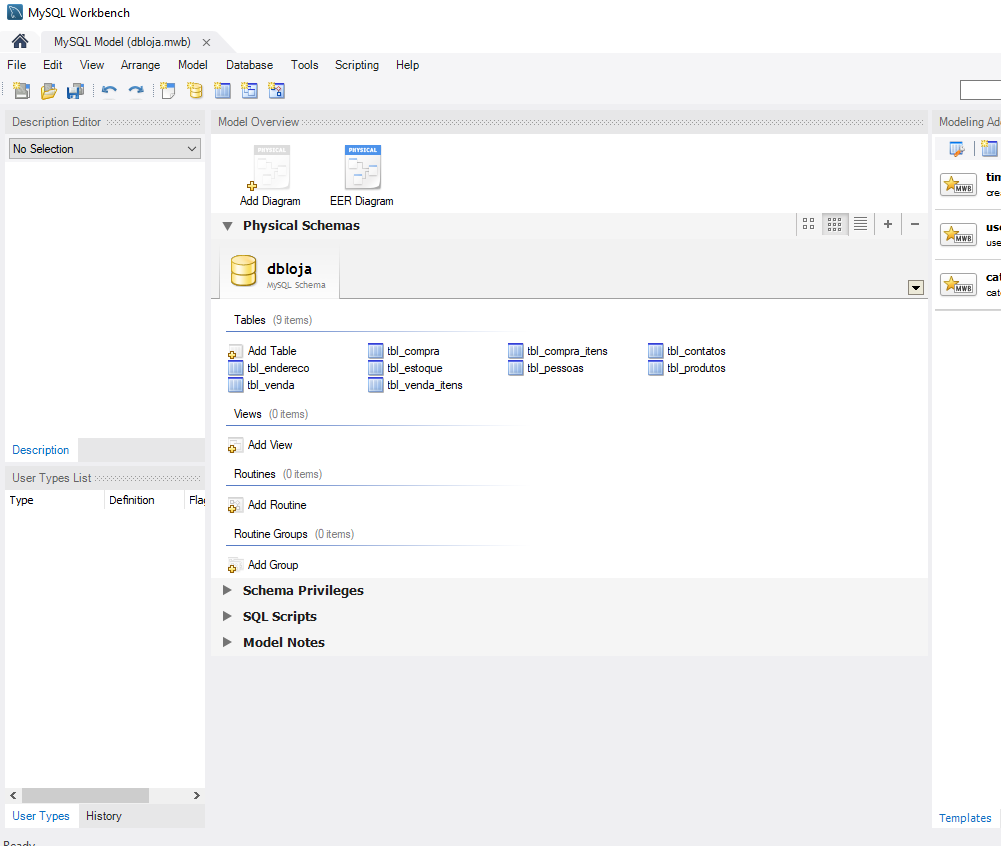 MySQL Workbench
MySQL Model (dbloja.mwb)
File Edit View Arrange Model Database Tools Scripting Help
Description Editor
No Selection
Description
User Types List
Type Definition
User Types History
Model Overview
PHYSICAL PHYSICAL
Add Diagram EER Diagram
Physical Schemas
dbloja
MySQL Schema
Tables (9 items)
Add Table tbl_compra tbl_compra_itens tbl_contatos
tbl_endereco tbl_estoque tbl_pessoas tbl_produtos
tbl_venda tbl_venda_itens
Views (0 items)
Add View
Routines (0 items)
Add Routine
Routine Groups (0 items)
Add Group
Schema Privileges
SQL Scripts
Model Notes
Modeling Ad
MWB tim
cre
MWB use
use
MWB cat
cat
Templates
Ready